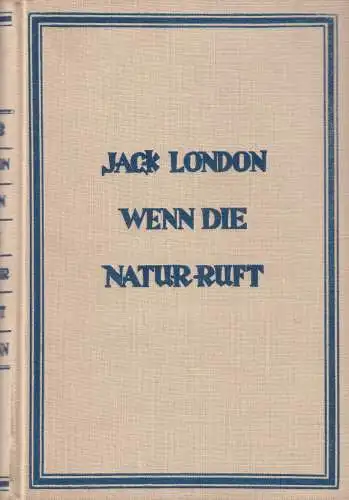 JACK LONDON
WENN DIE
NATUR RUFT